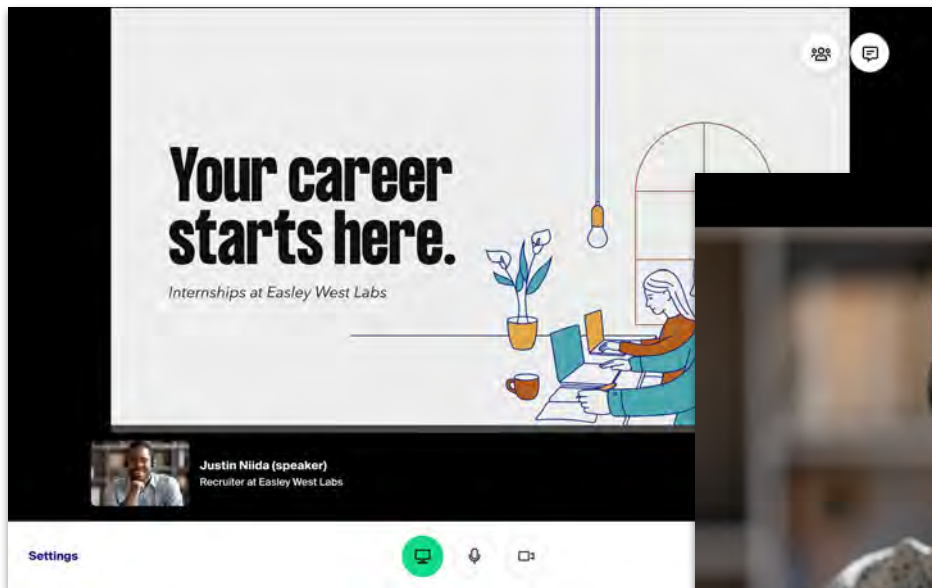 Your career
starts here.
Internships at Easley West Labs
Justin Niida (speaker)
Recruiter at Easley West Labs
Settings